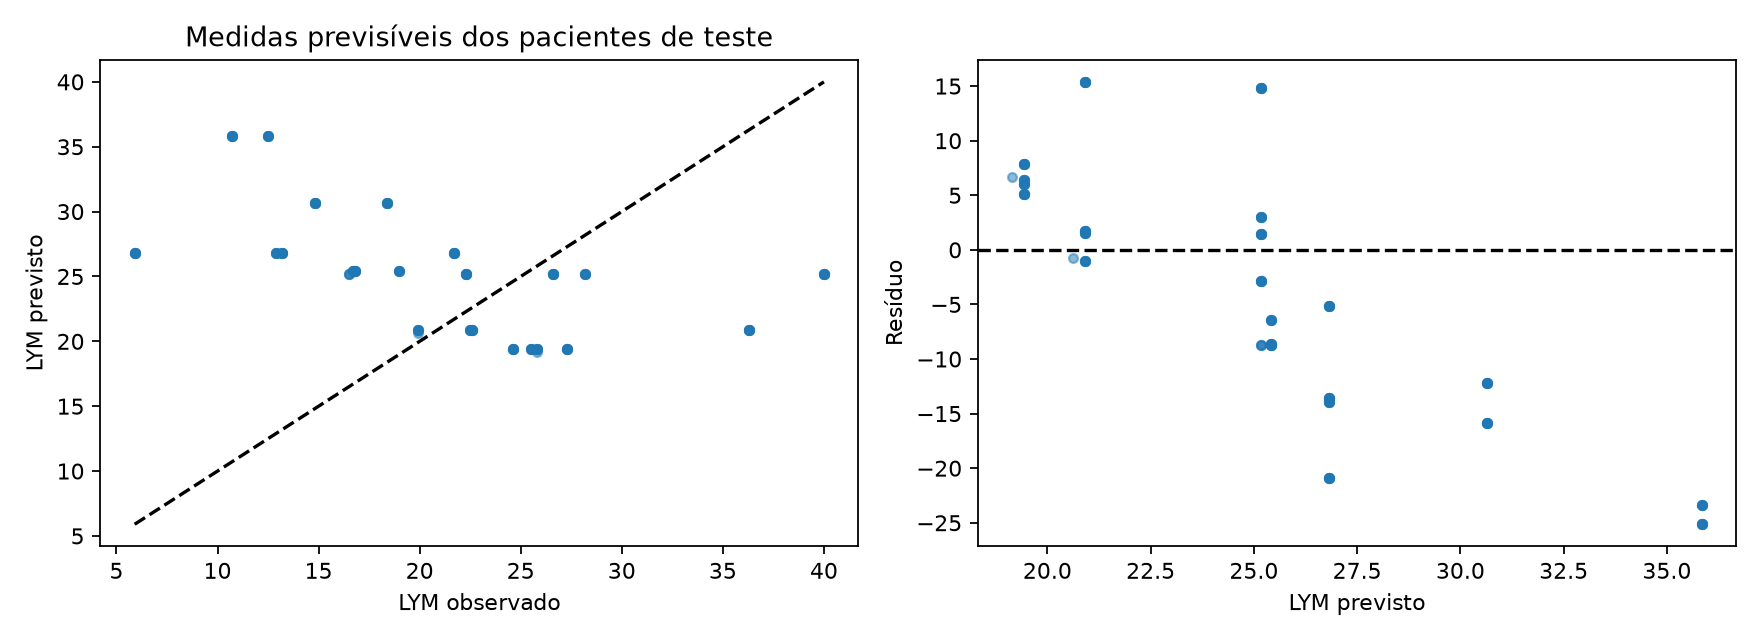 Medidas previsíveis dos pacientes de teste
LYM previsto
40
35
30
25
20
15
10
5
5 10 15 20 25 30 35 40
LYM observado
Resíduo
15
10
5
0
−5
−10
−15
−20
−25
20.0 22.5 25.0 27.5 30.0 32.5 35.0
LYM previsto